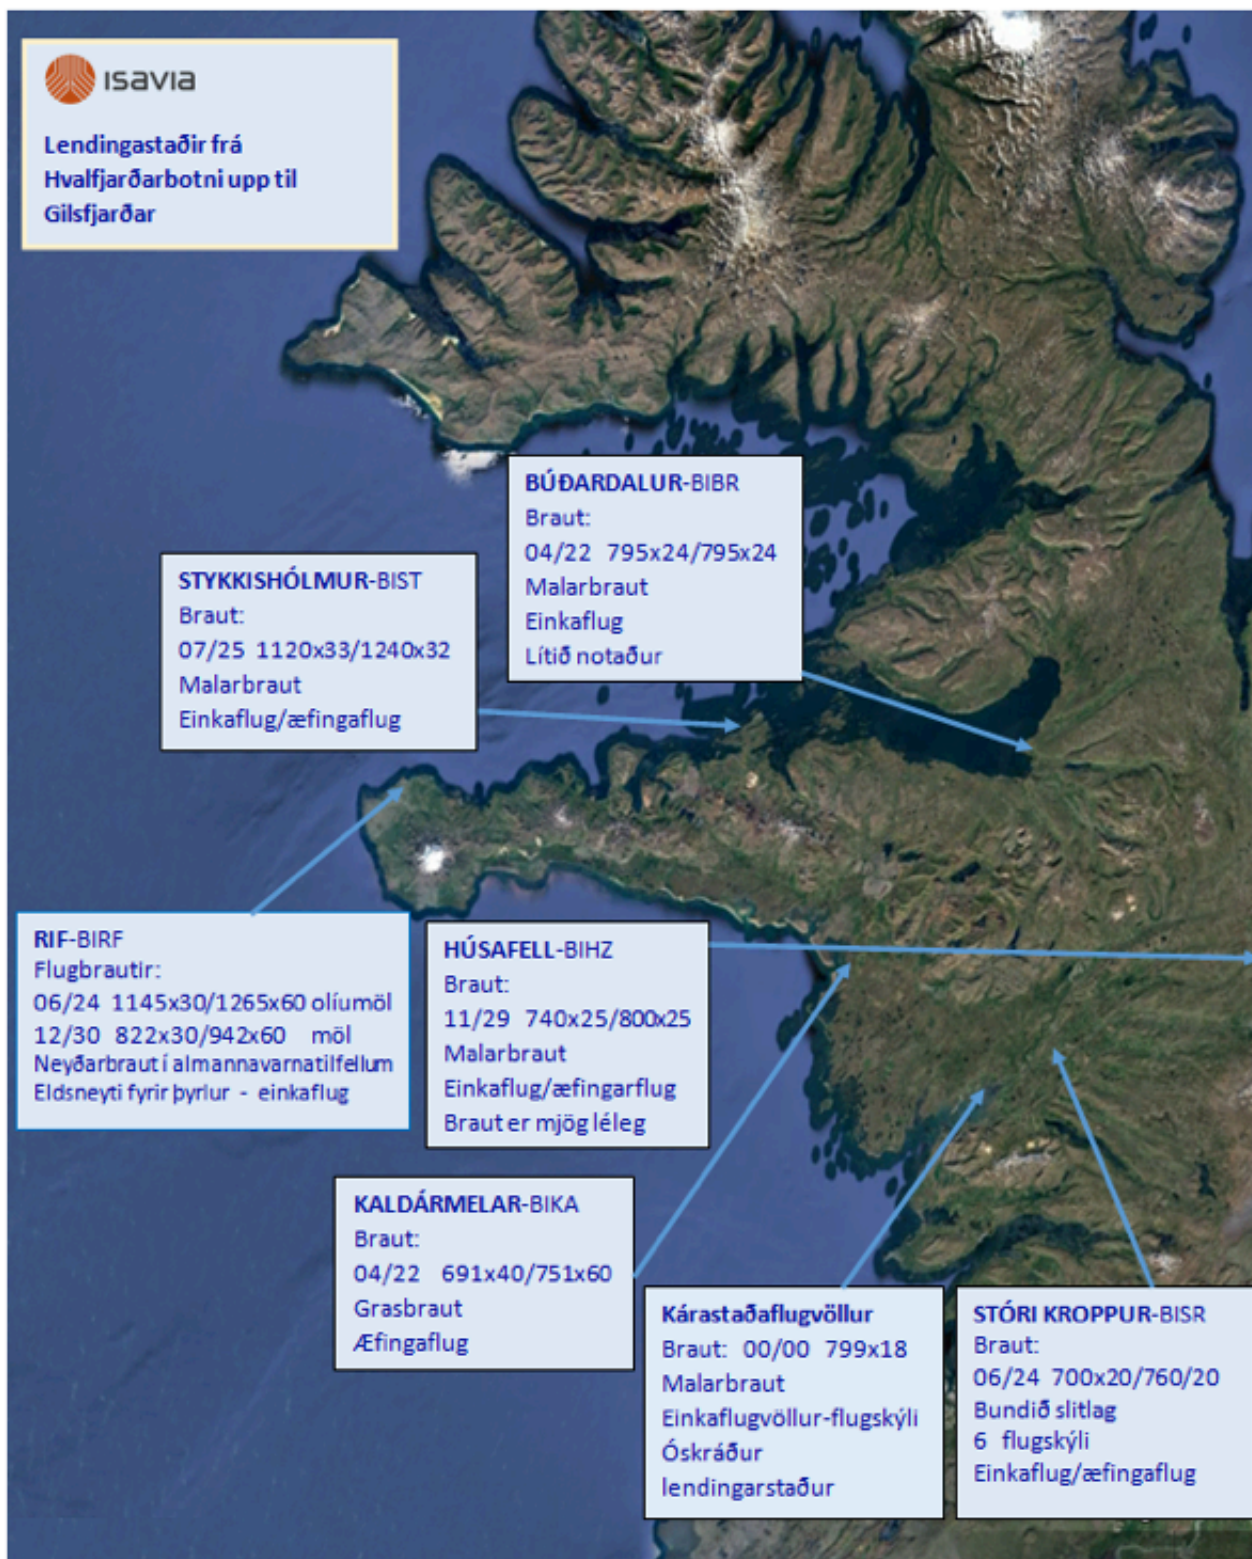 ISAVIA
Lendingastaðir frá
Hvalfjarðarbotni upp til
Gilsfjarðar
BÚÐARDALUR-BIBR
Braut:
04/22 795x24/795x24
Malarbraut
Einkaflug
Lítið notaður
STYKKISHÓLMUR-BIST
Braut:
07/25 1120x33/1240x32
Malarbraut
Einkaflug/æfingaflug
RIF-BIRF
Flugbrautir:
06/24 1145x30/1265x60 olíumöl
12/30 822x30/942x60 möl
Neyðarbraut í almannavarnatilfellum
Eldsneyti fyrir þyrlur - einkaflug
HÚSAFELL-BIHZ
Braut:
11/29 740x25/800x25
Malarbraut
Einkaflug/æfingarflug
Braut er mjög léleg
KALDÁRMELAR-BIKA
Braut:
04/22 691x40/751x60
Grasbraut
Æfingaflug
Kárastaðaflugvöllur
Braut: 00/00 799x18
Malarbraut
Einkaflugvöllur-flugskýli
Óskráður
lendingarstaður
STÓRI KROPPUR-BISR
Braut:
06/24 700x20/760/20
Bundið slitlag
6 flugskýli
Einkaflug/æfingaflug